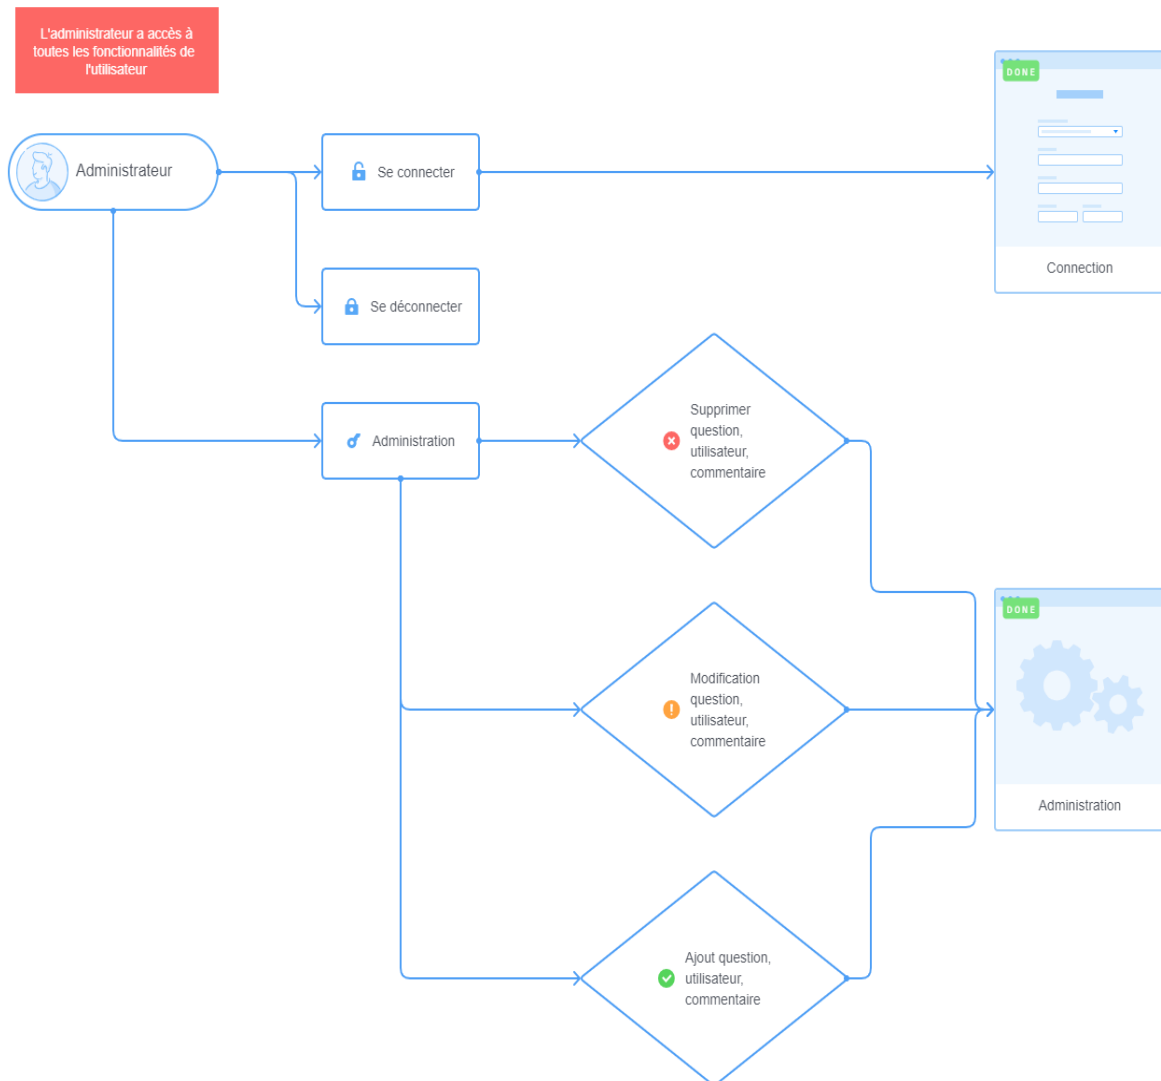 L'administrateur a accès à
toutes les fonctionnalités de
l'utilisateur
DONE
Administrateur
Se connecter
Connection
Se déconnecter
Supprimer
question,
utilisateur,
commentaire
Administration
DONE
Modification
question,
utilisateur,
commentaire
Administration
Ajout question,
utilisateur,
commentaire